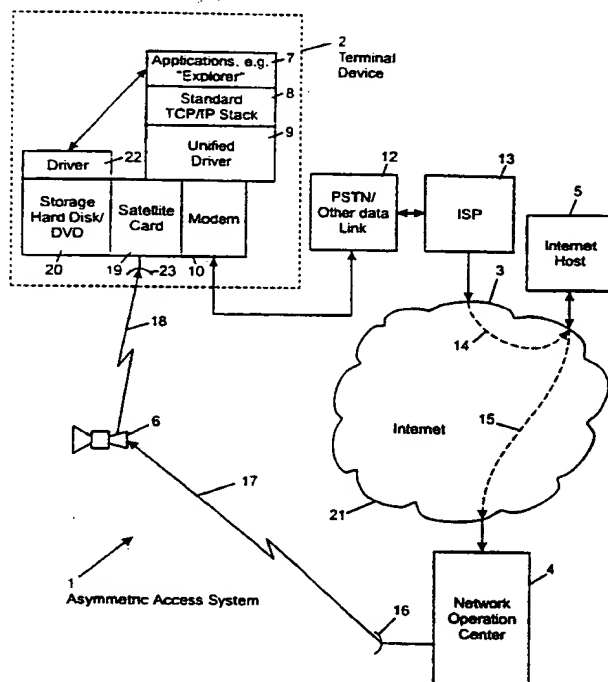 2
Terminal
Device
Applications, e.g.
"Explorer"
7
Standard
TCP/IP Stack
8
Unified
Driver
9
Driver
22
Storage
Hard Disk/
DVD
Satellite
Card
Modem
20
19
23
10
12
PSTN/
Other data
Link
13
ISP
5
Internet
Host
3
14
18
6
Internet
15
17
21
1
Asymmetric Access System
16
4
Network
Operation
Center